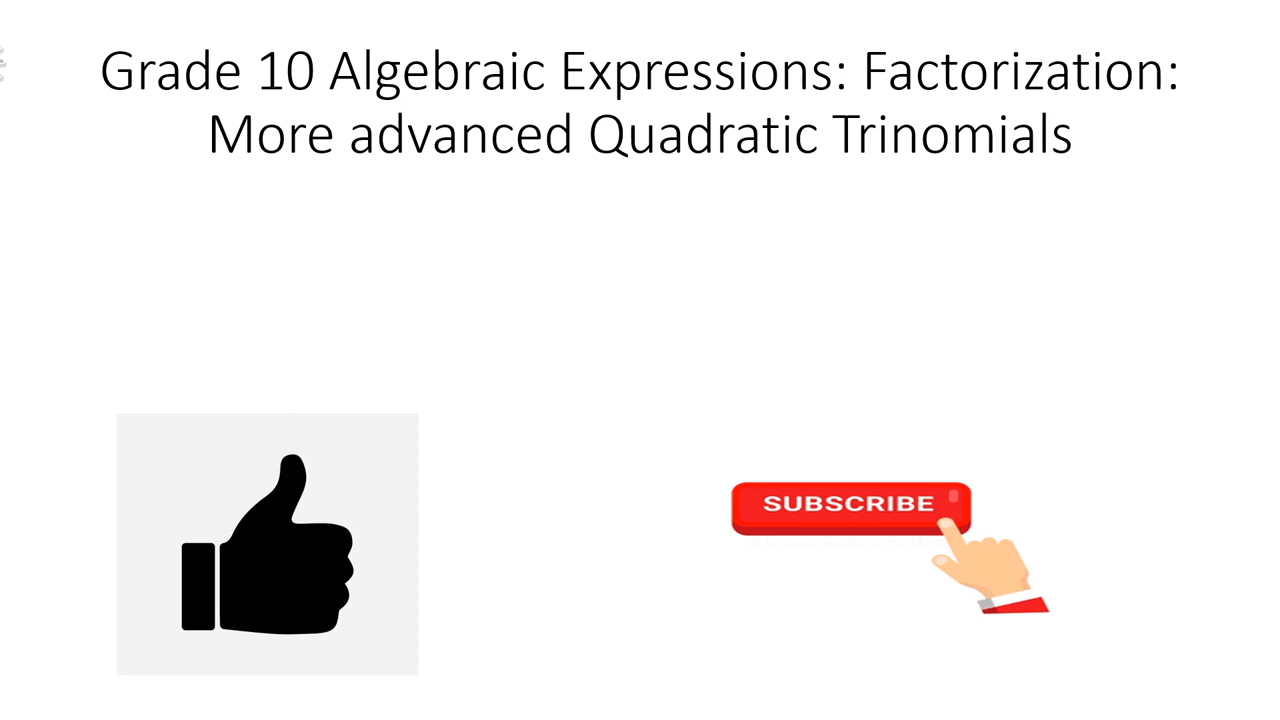 Grade 10 Algebraic Expressions: Factorization:
More advanced Quadratic Trinomials
SUBSCRIBE